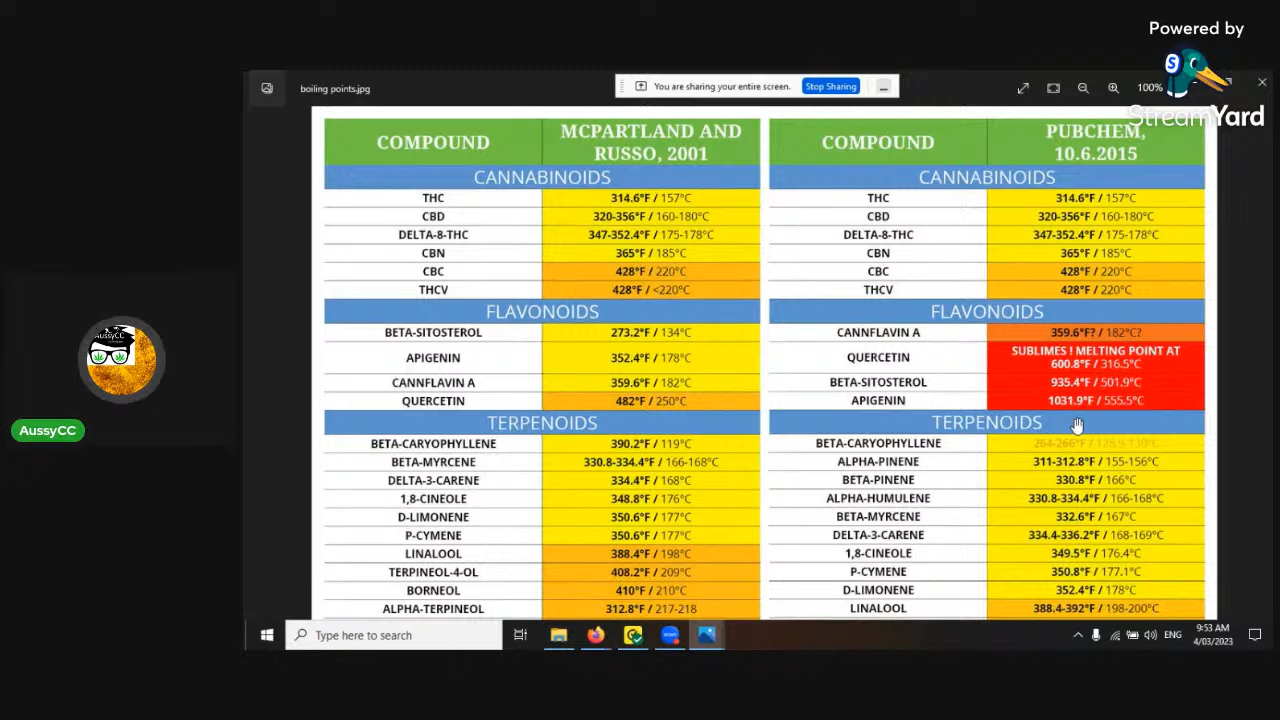 Powered by
StreamYard
boiling points.jpg
You are sharing your entire screen.
Stop Sharing
100%
COMPOUND
MCPARTLAND AND
RUSSO, 2001
CANNABINOIDS
THC 314.6°F / 157°C
CBD 320-356°F / 160-180°C
DELTA-8-THC 347-352.4°F / 175-178°C
CBN 365°F / 185°C
CBC 428°F / 220°C
THCV 428°F / <220°C
FLAVONOIDS
BETA-SITOSTEROL 273.2°F / 134°C
APIGENIN 352.4°F / 178°C
CANNFLAVIN A 359.6°F / 182°C
QUERCETIN 482°F / 250°C
TERPENOIDS
BETA-CARYOPHYLLENE 390.2°F / 119°C
BETA-MYRCENE 330.8-334.4°F / 166-168°C
DELTA-3-CARENE 334.4°F / 168°C
1,8-CINEOLE 348.8°F / 176°C
D-LIMONENE 350.6°F / 177°C
P-CYMENE 350.6°F / 177°C
LINALOOL 388.4°F / 198°C
TERPINEOL-4-OL 408.2°F / 209°C
BORNEOL 410°F / 210°C
ALPHA-TERPINEOL 312.8°F / 217-218
COMPOUND
PUBCHEM,
10.6.2015
CANNABINOIDS
THC 314.6°F / 157°C
CBD 320-356°F / 160-180°C
DELTA-8-THC 347-352.4°F / 175-178°C
CBN 365°F / 185°C
CBC 428°F / 220°C
THCV 428°F / 220°C
FLAVONOIDS
CANNFLAVIN A 359.6°F? / 182°C?
QUERCETIN SUBLIMES ! MELTING POINT AT
600.8°F / 316.5°C
BETA-SITOSTEROL 935.4°F / 501.9°C
APIGENIN 1031.9°F / 555.5°C
TERPENOIDS
BETA-CARYOPHYLLENE 264-266°F / 128.9-130°C
ALPHA-PINENE 311-312.8°F / 155-156°C
BETA-PINENE 330.8°F / 166°C
ALPHA-HUMULENE 330.8-334.4°F / 166-168°C
BETA-MYRCENE 332.6°F / 167°C
DELTA-3-CARENE 334.4-336.2°F / 168-169°C
1,8-CINEOLE 349.5°F / 176.4°C
P-CYMENE 350.8°F / 177.1°C
D-LIMONENE 352.4°F / 178°C
LINALOOL 388.4-392°F / 198-200°C
AussyCC
AussyCC
Type here to search
zoom
ENG
9:53 AM
4/03/2023